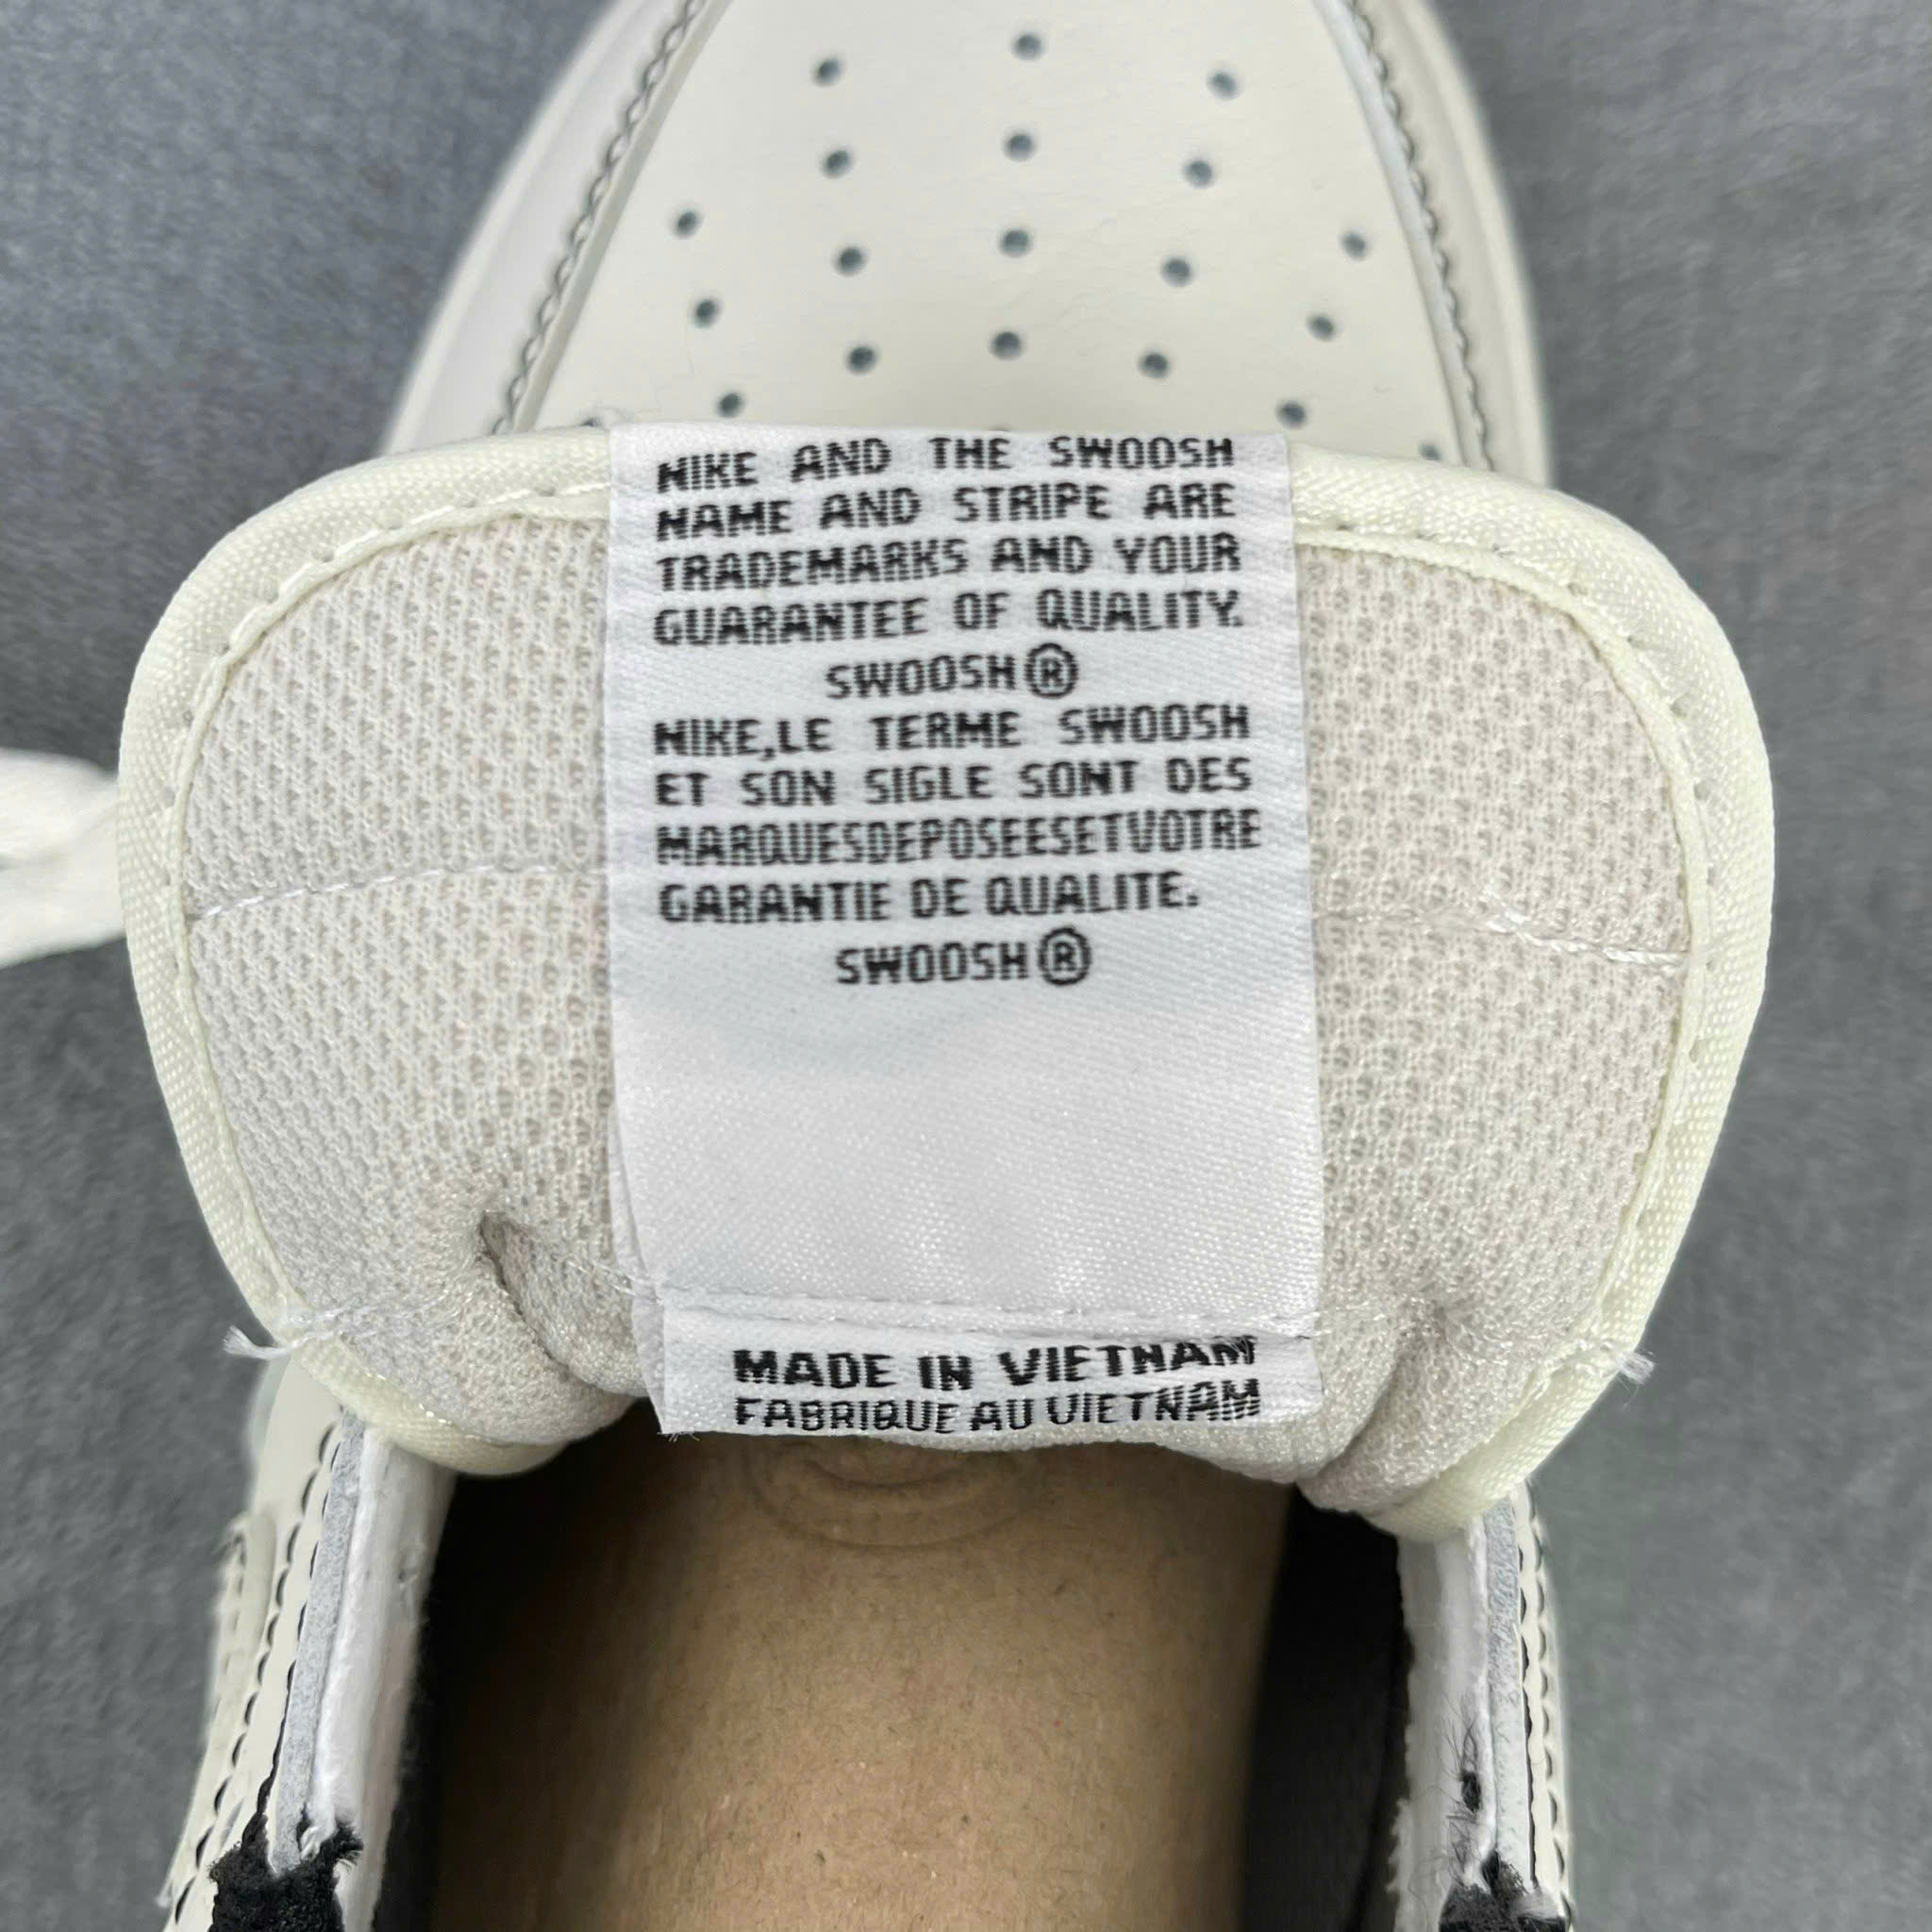 NIKE AND THE SWOOSH
NAME AND STRIPE ARE
TRADEMARKS AND YOUR
GUARANTEE OF QUALITY.
SWOOSH®
NIKE,LE TERME SWOOSH
ET SON SIGLE SONT DES
MARQUESDEPOSEESETVOTRE
GARANTIE DE QUALITE.
SWOOSH®
MADE IN VIETNAM
FABRIQUE AU VIETNAM